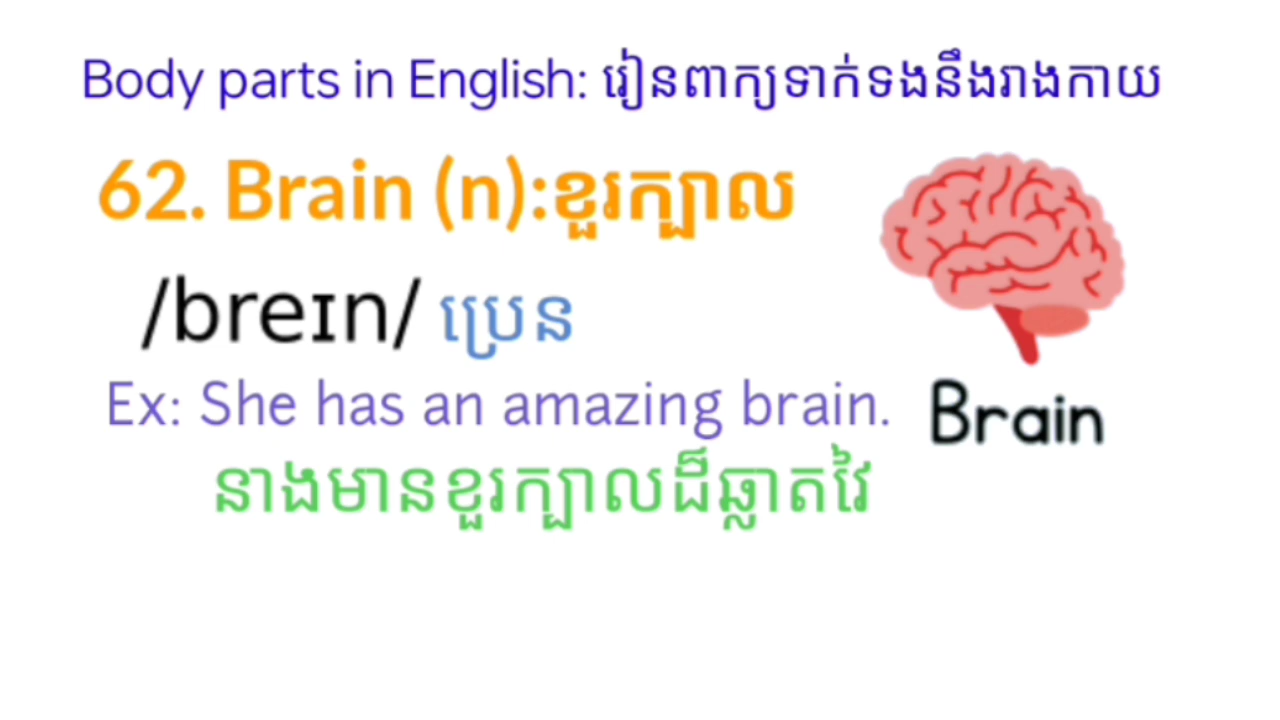 Body parts in English: រៀនពាក្យទាក់ទងនឹងរាងកាយ
62. Brain (n):ខួរក្បាល
/breɪn/ ប្រេន
Ex: She has an amazing brain.
Brain
នាងមានខួរក្បាលដ៏ឆ្លាតវៃ